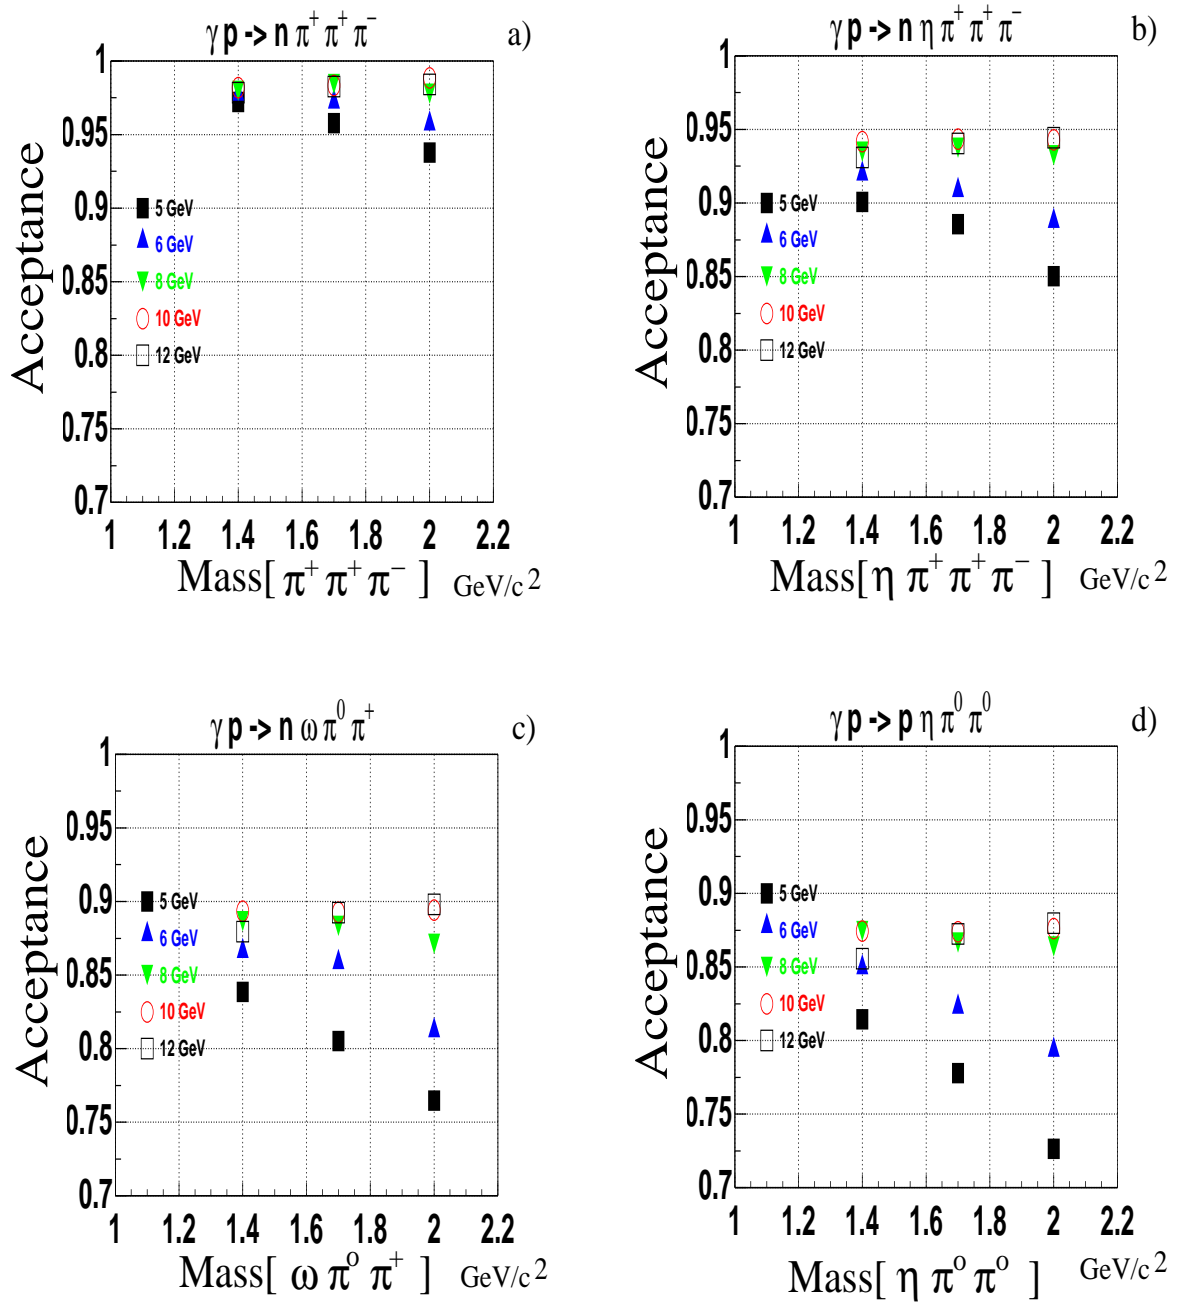 γ p -> n π⁺ π⁺ π⁻ a)
1
0.95
0.9
0.85
0.8
0.75
0.7
Acceptance
5 GeV
6 GeV
8 GeV
10 GeV
12 GeV
1 1.2 1.4 1.6 1.8 2 2.2
Mass[ π⁺ π⁺ π⁻ ] GeV/c²
γ p -> n η π⁺ π⁺ π⁻ b)
1
0.95
0.9
0.85
0.8
0.75
0.7
Acceptance
5 GeV
6 GeV
8 GeV
10 GeV
12 GeV
1 1.2 1.4 1.6 1.8 2 2.2
Mass[ η π⁺ π⁺ π⁻ ] GeV/c²
γ p -> n ω π⁰ π⁺ c)
1
0.95
0.9
0.85
0.8
0.75
0.7
Acceptance
5 GeV
6 GeV
8 GeV
10 GeV
12 GeV
1 1.2 1.4 1.6 1.8 2 2.2
Mass[ ω π⁰ π⁺ ] GeV/c²
γ p -> p η π⁰ π⁰ d)
1
0.95
0.9
0.85
0.8
0.75
0.7
Acceptance
5 GeV
6 GeV
8 GeV
10 GeV
12 GeV
1 1.2 1.4 1.6 1.8 2 2.2
Mass[ η π⁰ π⁰ ] GeV/c²